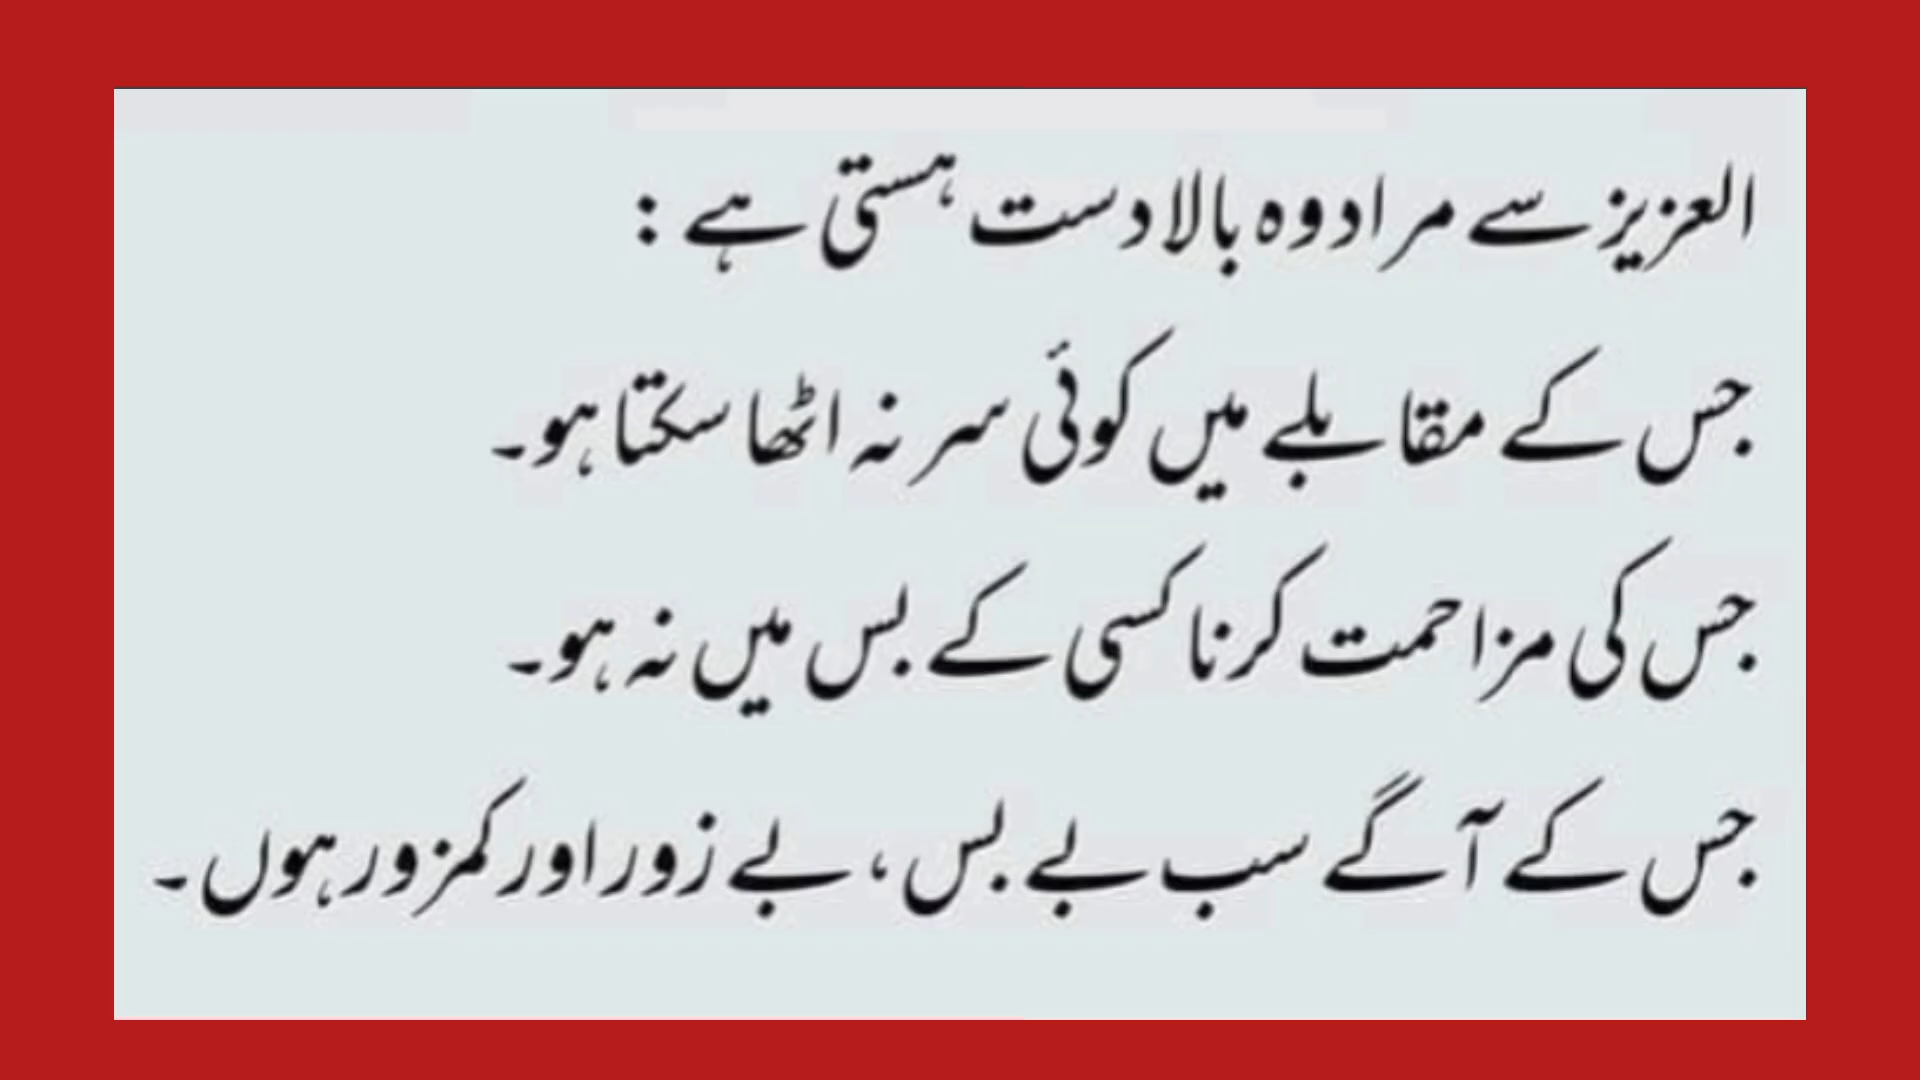 العزیز سے مراد وہ بالادست ہستی ہے :
جس کے مقابلے میں کوئی سر نہ اٹھا سکتا ہو۔
جس کی مزاحمت کرنا کسی کے بس میں نہ ہو۔
جس کے آگے سب بے بس، بے زور اور کمزور ہوں۔